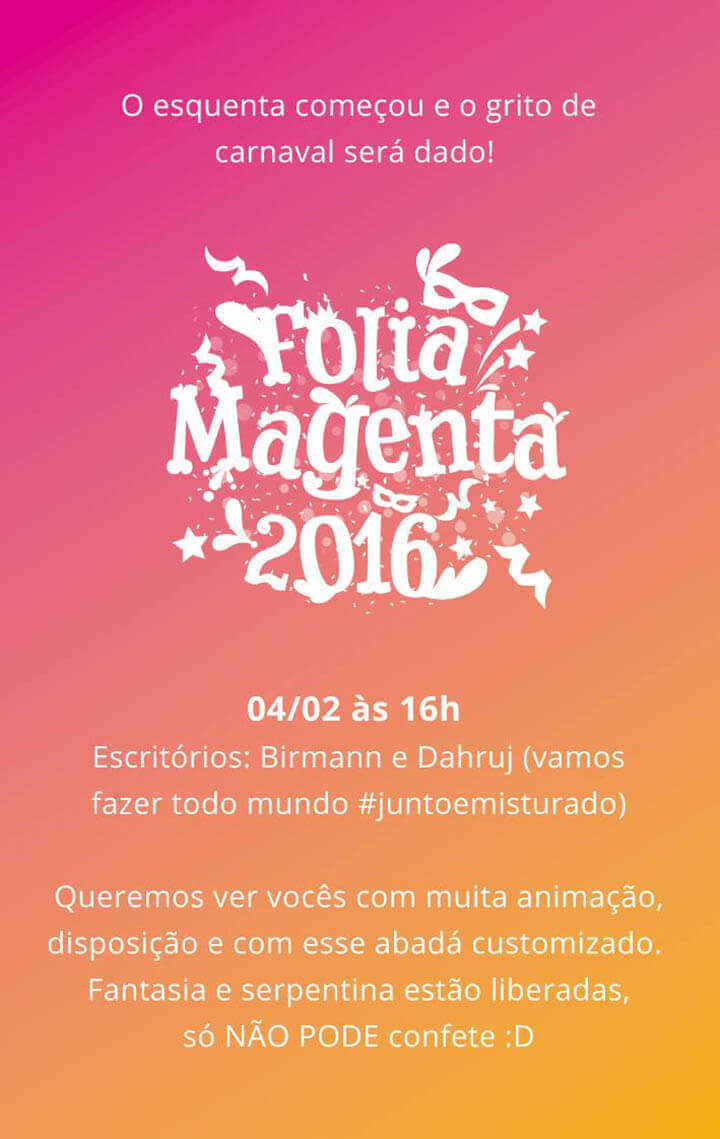 O esquenta começou e o grito de
carnaval será dado!
Folia
Magenta
2016
04/02 às 16h
Escritórios: Birmann e Dahruj (vamos
fazer todo mundo #juntoemisturado)
Queremos ver vocês com muita animação,
disposição e com esse abadá customizado.
Fantasia e serpentina estão liberadas,
só NÃO PODE confete :D